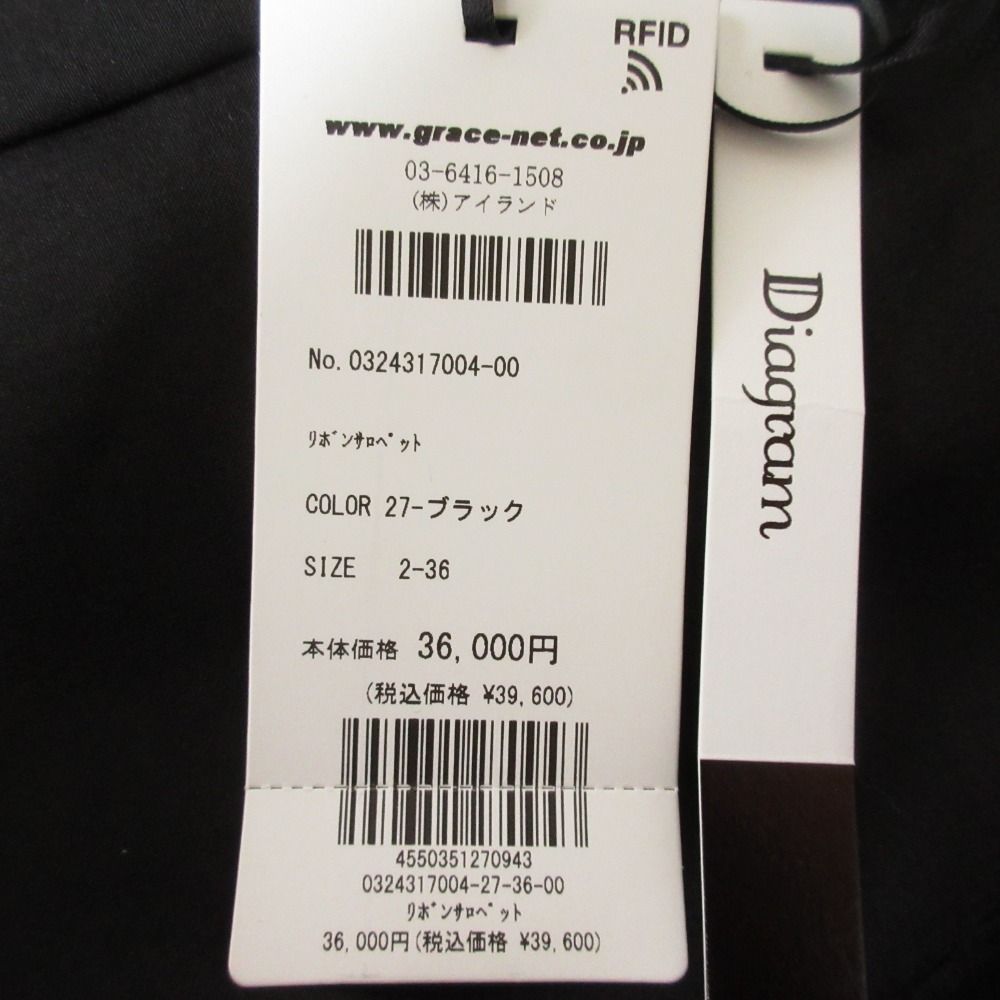 RFID
www.grace-net.co.jp
03-6416-1508
(株)アイランド
No. 0324317004-00
ﾘﾎﾞﾝｻﾛﾍﾟｯﾄ
COLOR 27-ブラック
SIZE 2-36
本体価格 36,000円
(税込価格 ¥39,600)
4550351270943
0324317004-27-36-00
ﾘﾎﾞﾝｻﾛﾍﾟｯﾄ
36,000円(税込価格 ¥39,600)
Diagram